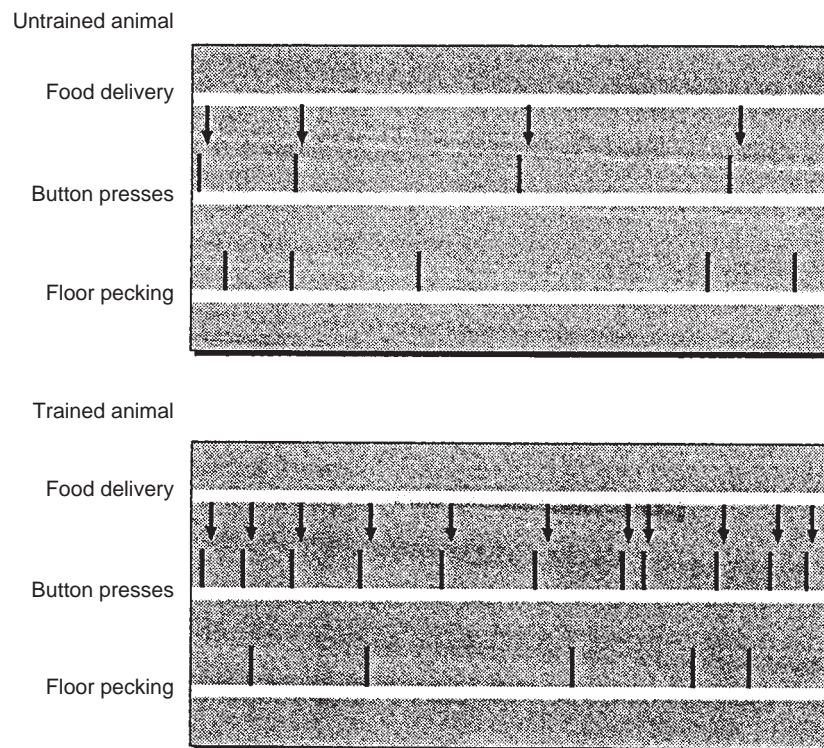 Untrained animal
Food delivery
Button presses
Floor pecking
Trained animal
Food delivery
Button presses
Floor pecking